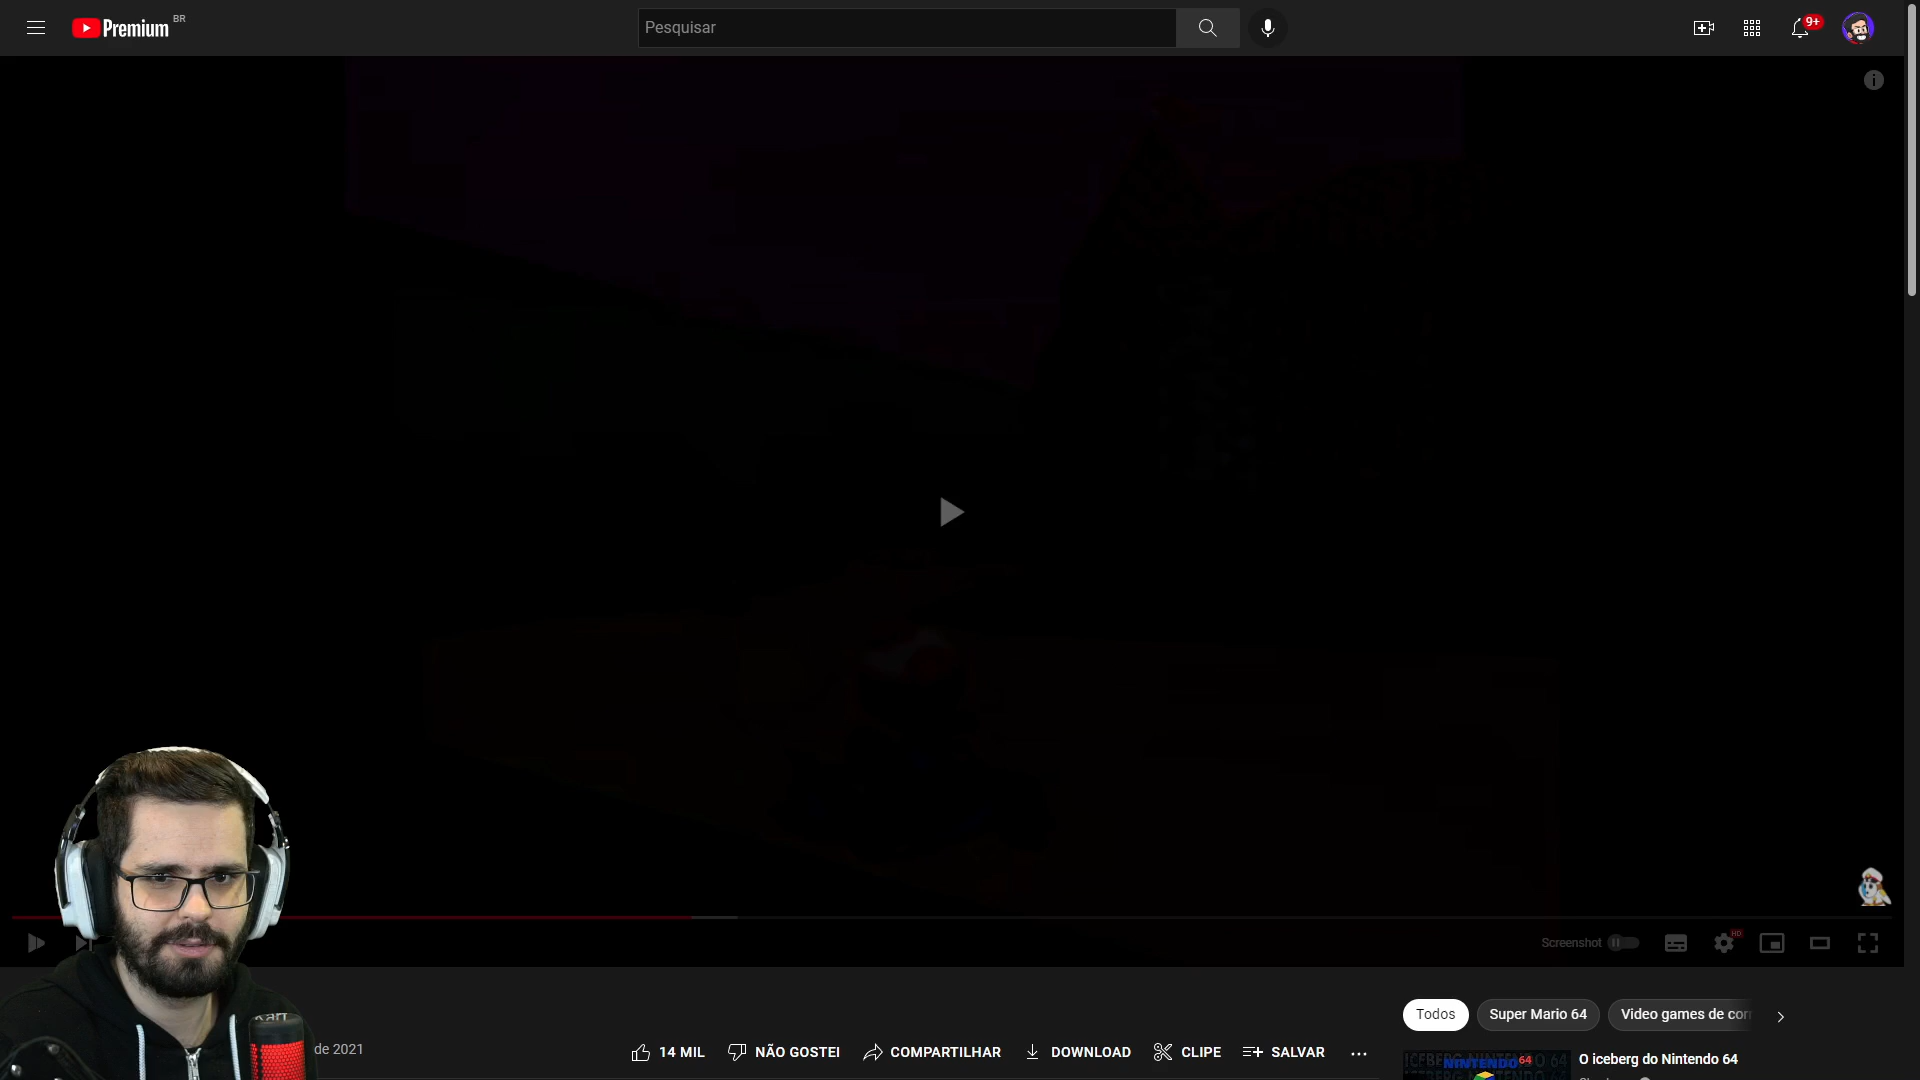 Premium BR
Pesquisar
9+
Screenshot
HD
de 2021
14 MIL
NÃO GOSTEI
COMPARTILHAR
DOWNLOAD
CLIPE
SALVAR
Todos
Super Mario 64
Video games de corr
O iceberg do Nintendo 64
NINTENDO 64